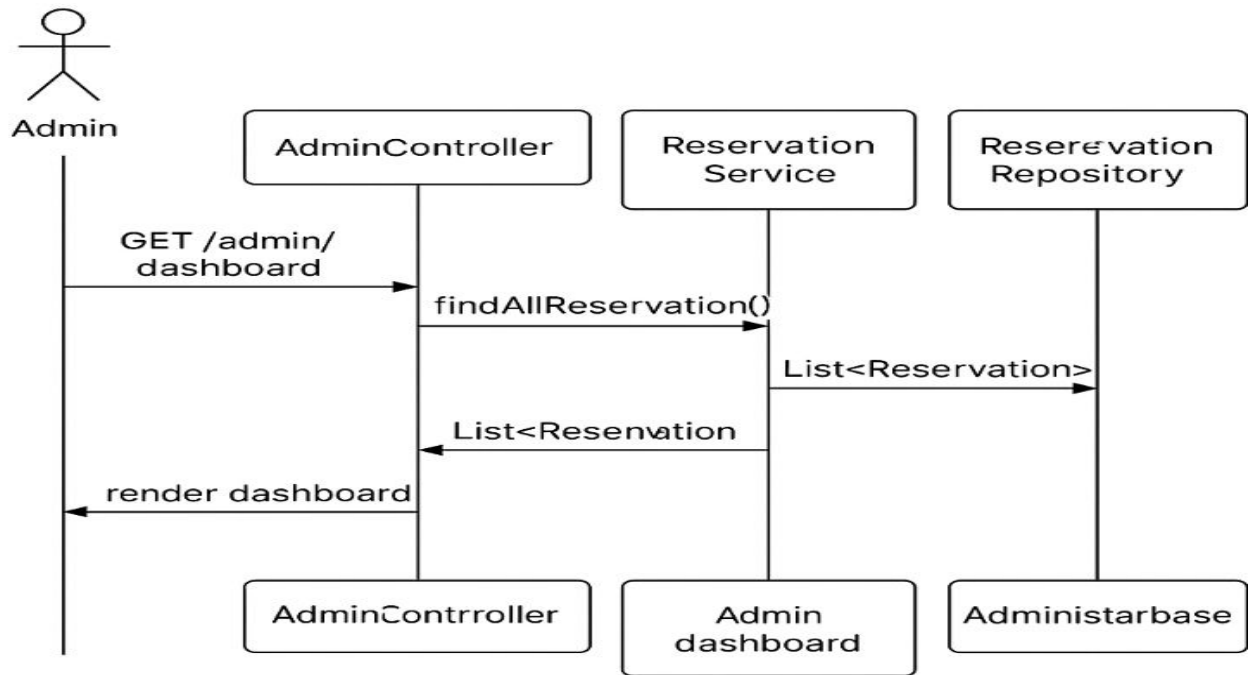 Admin
AdminController
Reservation
Service
Reserervation
Repository
GET /admin/
dashboard
findAllReservation()
List<Reservation>
List<Resenvation
render dashboard
AdminContrroller
Admin
dashboard
Administarbase